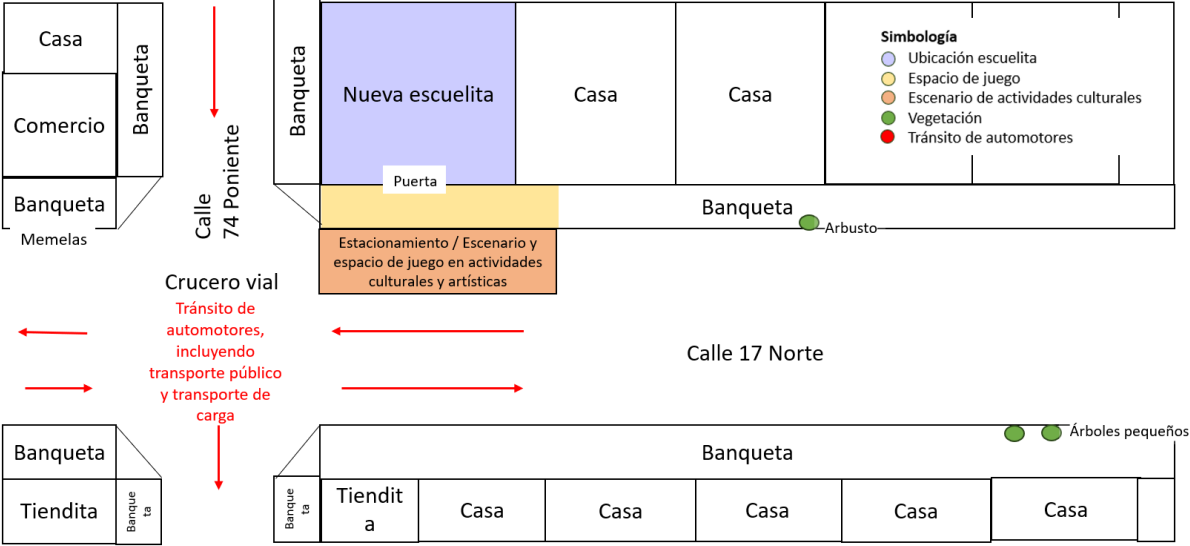 Casa
Comercio
Banqueta
Banqueta
Memelas
Calle
74 Poniente
Banqueta
Nueva escuelita
Puerta
Casa
Casa
Simbología
Ubicación escuelita
Espacio de juego
Escenario de actividades culturales
Vegetación
Tránsito de automotores
Banqueta
Arbusto
Estacionamiento / Escenario y
espacio de juego en actividades
culturales y artísticas
Crucero vial
Tránsito de
automotores,
incluyendo
transporte público
y transporte de
carga
Calle 17 Norte
Banqueta
Tiendita
Banque
ta
Banque
ta
Banqueta
Árboles pequeños
Tiendit
a
Casa
Casa
Casa
Casa
Casa